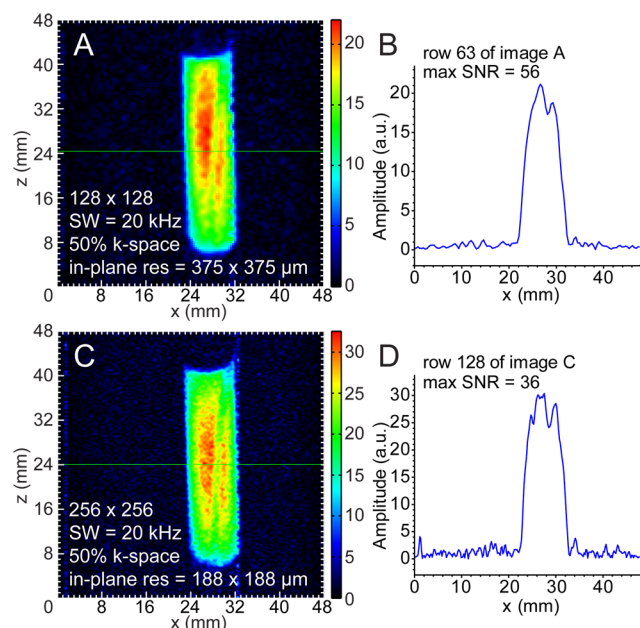 A
48
40
32
24
16
8
0
z (mm)
128 x 128
SW = 20 kHz
50% k-space
in-plane res = 375 x 375 µm
8 16 24 32 40 48
x (mm)
20
15
10
5
0
B
row 63 of image A
max SNR = 56
Amplitude (a.u.)
20
15
10
5
0
0 10 20 30 40
x (mm)
C
48
40
32
24
16
8
0
z (mm)
256 x 256
SW = 20 kHz
50% k-space
in-plane res = 188 x 188 µm
8 16 24 32 40 48
x (mm)
30
25
20
15
10
5
0
D
row 128 of image C
max SNR = 36
Amplitude (a.u.)
30
25
20
15
10
5
0
0 10 20 30 40
x (mm)